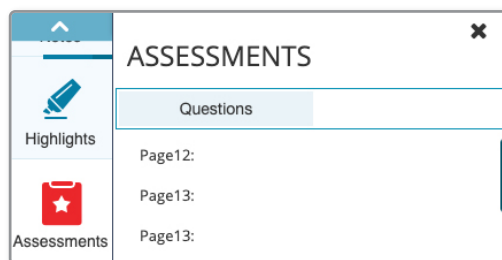 ASSESSMENTS
Questions
Highlights
Page12:
Page13:
Page13:
Assessments